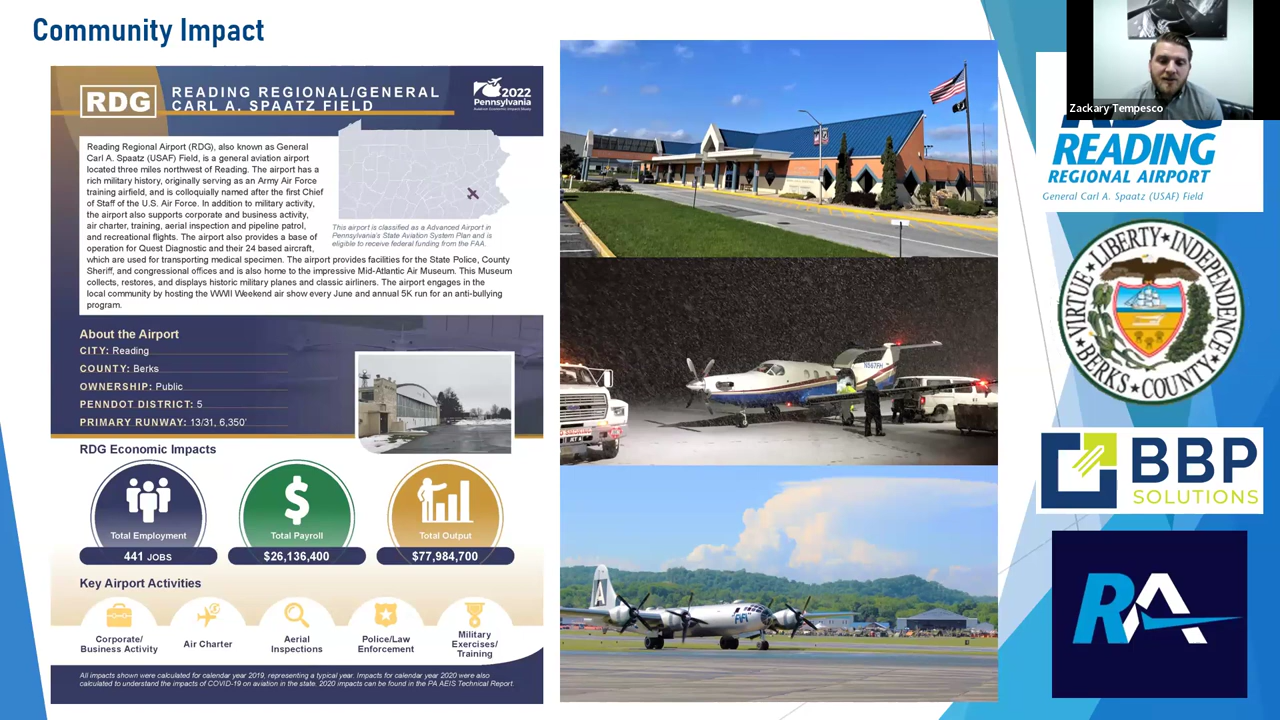 Community Impact
RDG
READING REGIONAL/GENERAL
CARL A. SPAATZ FIELD
2022
Pennsylvania
Reading Regional Airport (RDG), also known as General
Carl A. Spaatz (USAF) Field, is a general aviation airport
located three miles northwest of Reading. The airport has a
rich military history, originally serving as an Army Air Force
training airfield, and is colloquially named after the first Chief
of Staff of the U.S. Air Force. In addition to military activity,
the airport also supports corporate and business activity,
air charter, training, aerial inspection and pipeline patrol,
and recreational flights. The airport also provides a base of
operation for Quest Diagnostic and their 24 based aircraft,
which are used for transporting medical specimen. The airport provides facilities for the State Police, County
Sheriff, and congressional offices and is also home to the impressive Mid-Atlantic Air Museum. This Museum
collects, restores, and displays historic military planes and classic airliners. The airport engages in the
local community by hosting the WWII Weekend air show every June and annual 5K run for an anti-bullying
program.
This airport is classified as a Advanced Airport in
Pennsylvania's State Aviation System Plan and is
eligible to receive federal funding from the FAA.
About the Airport
CITY: Reading
COUNTY: Berks
OWNERSHIP: Public
PENNDOT DISTRICT: 5
PRIMARY RUNWAY: 13/31, 6,350'
RDG Economic Impacts
Total Employment
441 JOBS
Total Payroll
$26,136,400
Total Output
$77,984,700
Key Airport Activities
Corporate/
Business Activity
Air Charter
Aerial
Inspections
Police/Law
Enforcement
Military
Exercises/
Training
All impacts shown were calculated for calendar year 2019, representing a typical year. Impacts for calendar year 2020 were also
calculated to understand the impacts of COVID-19 on aviation in the state. 2020 impacts can be found in the PA AEIS Technical Report.
N567FH
A
Zackary Tempesco
READING
REGIONAL AIRPORT
General Carl A. Spaatz (USAF) Field
VIRTUE LIBERTY INDEPENDENCE
BERKS COUNTY
BBP
SOLUTIONS
RA